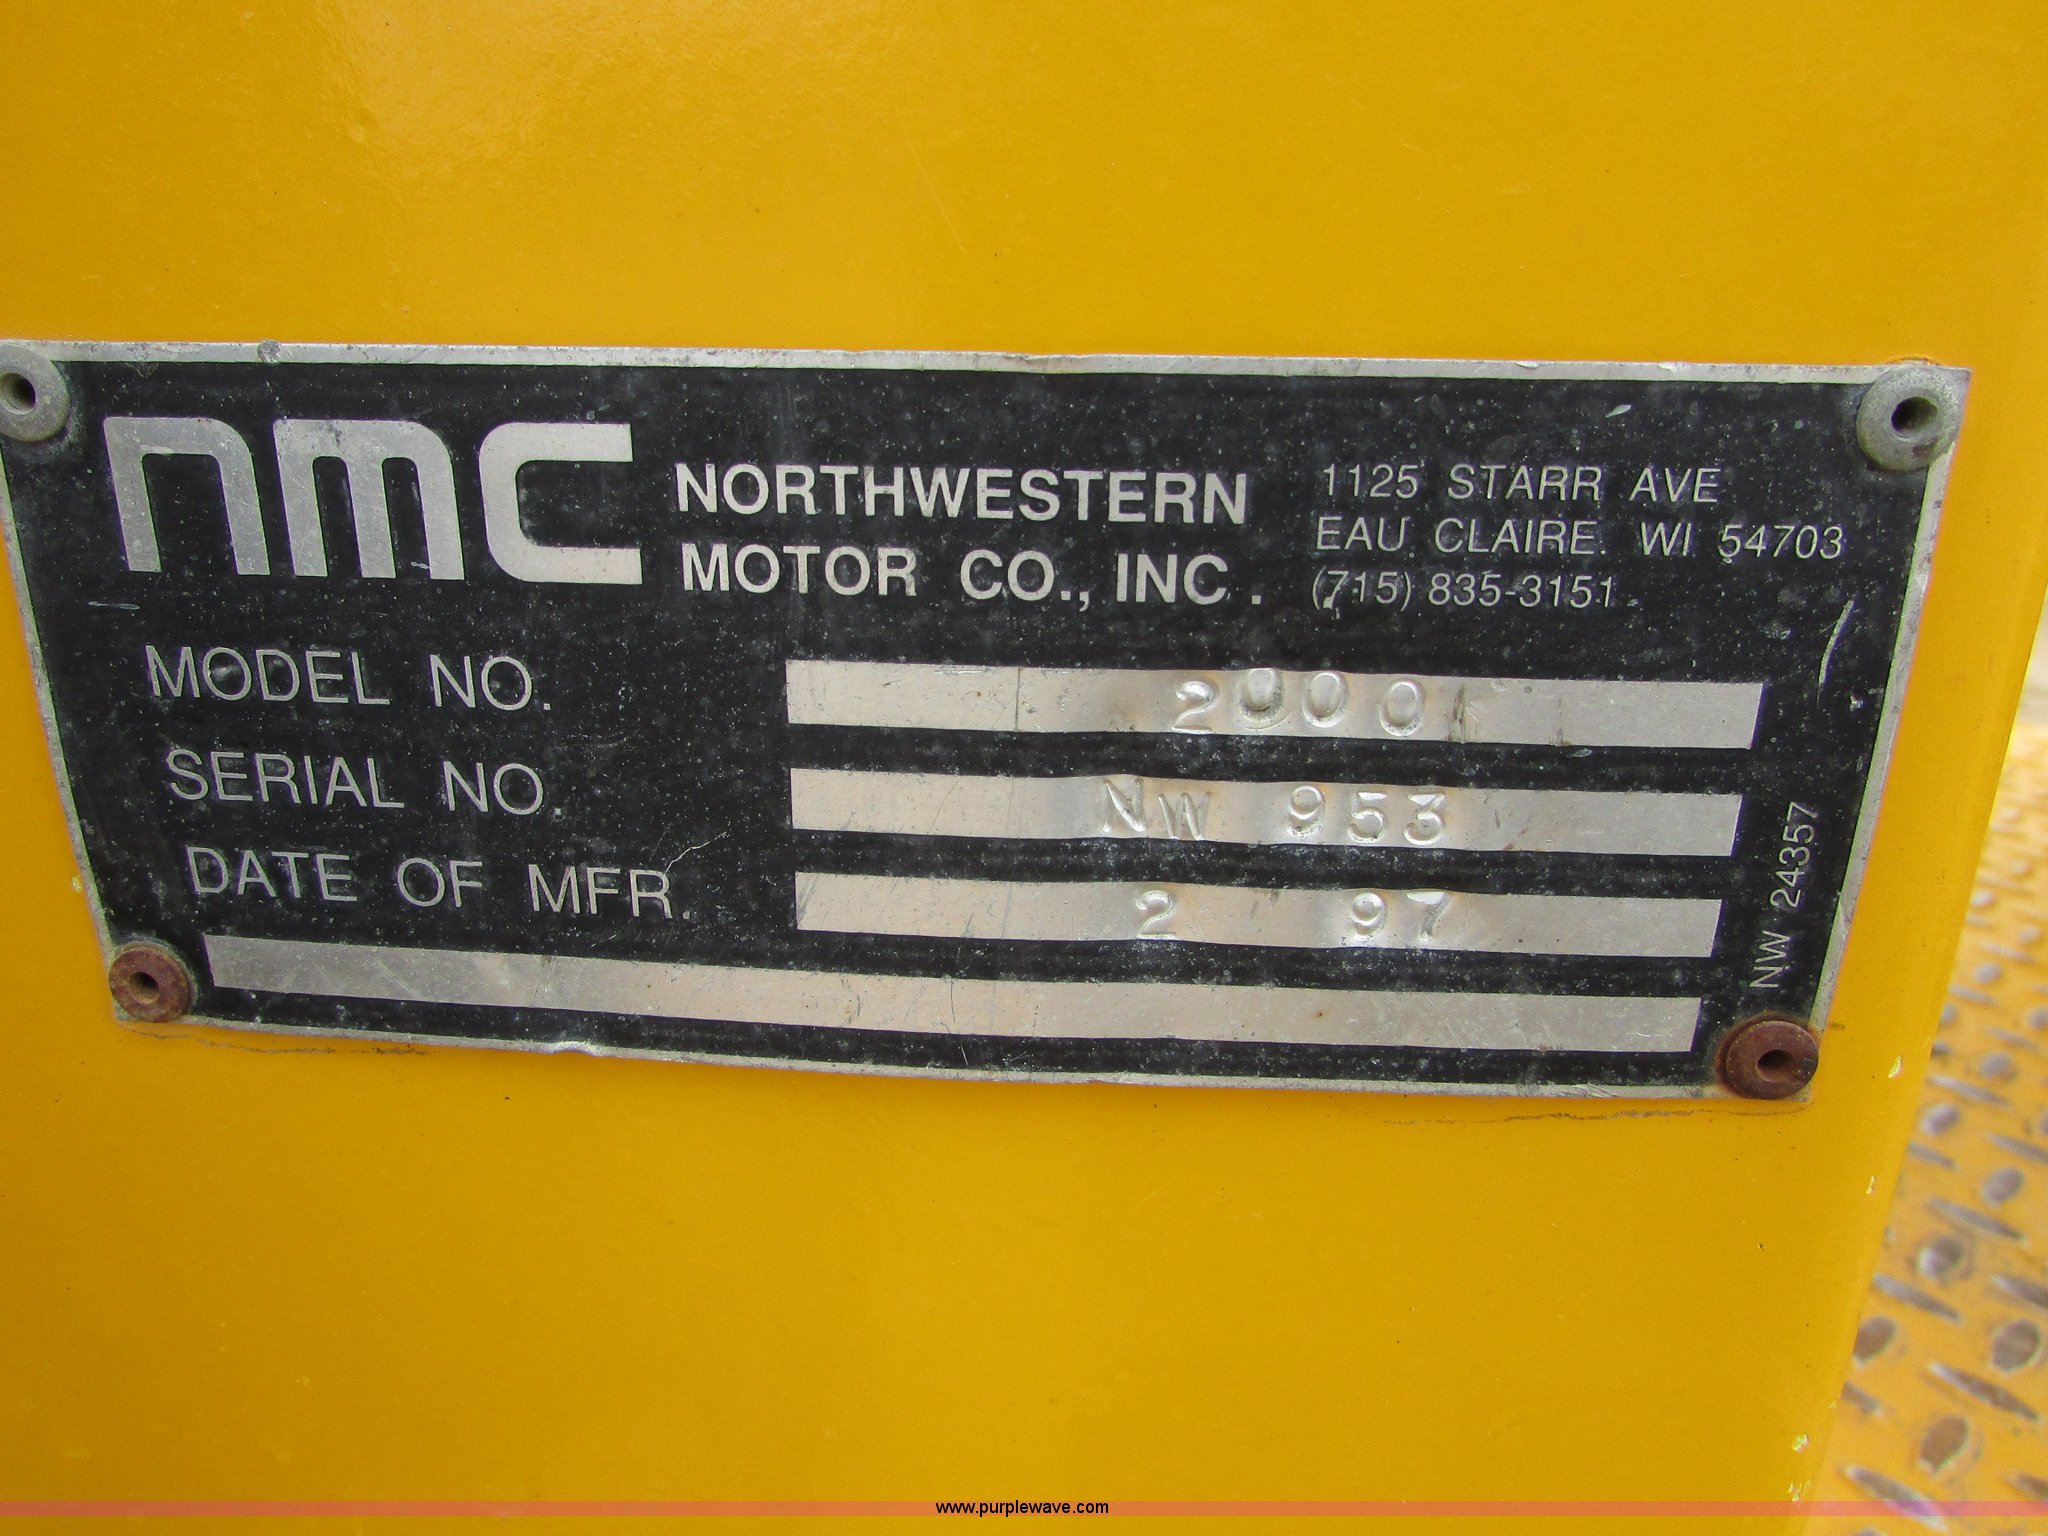 nmc
NORTHWESTERN
MOTOR CO., INC.
1125 STARR AVE
EAU CLAIRE, WI 54703
(715) 835-3151
MODEL NO. 2000
SERIAL NO. NW 953
DATE OF MFR. 2 97
NW 24357
www.purplewave.com